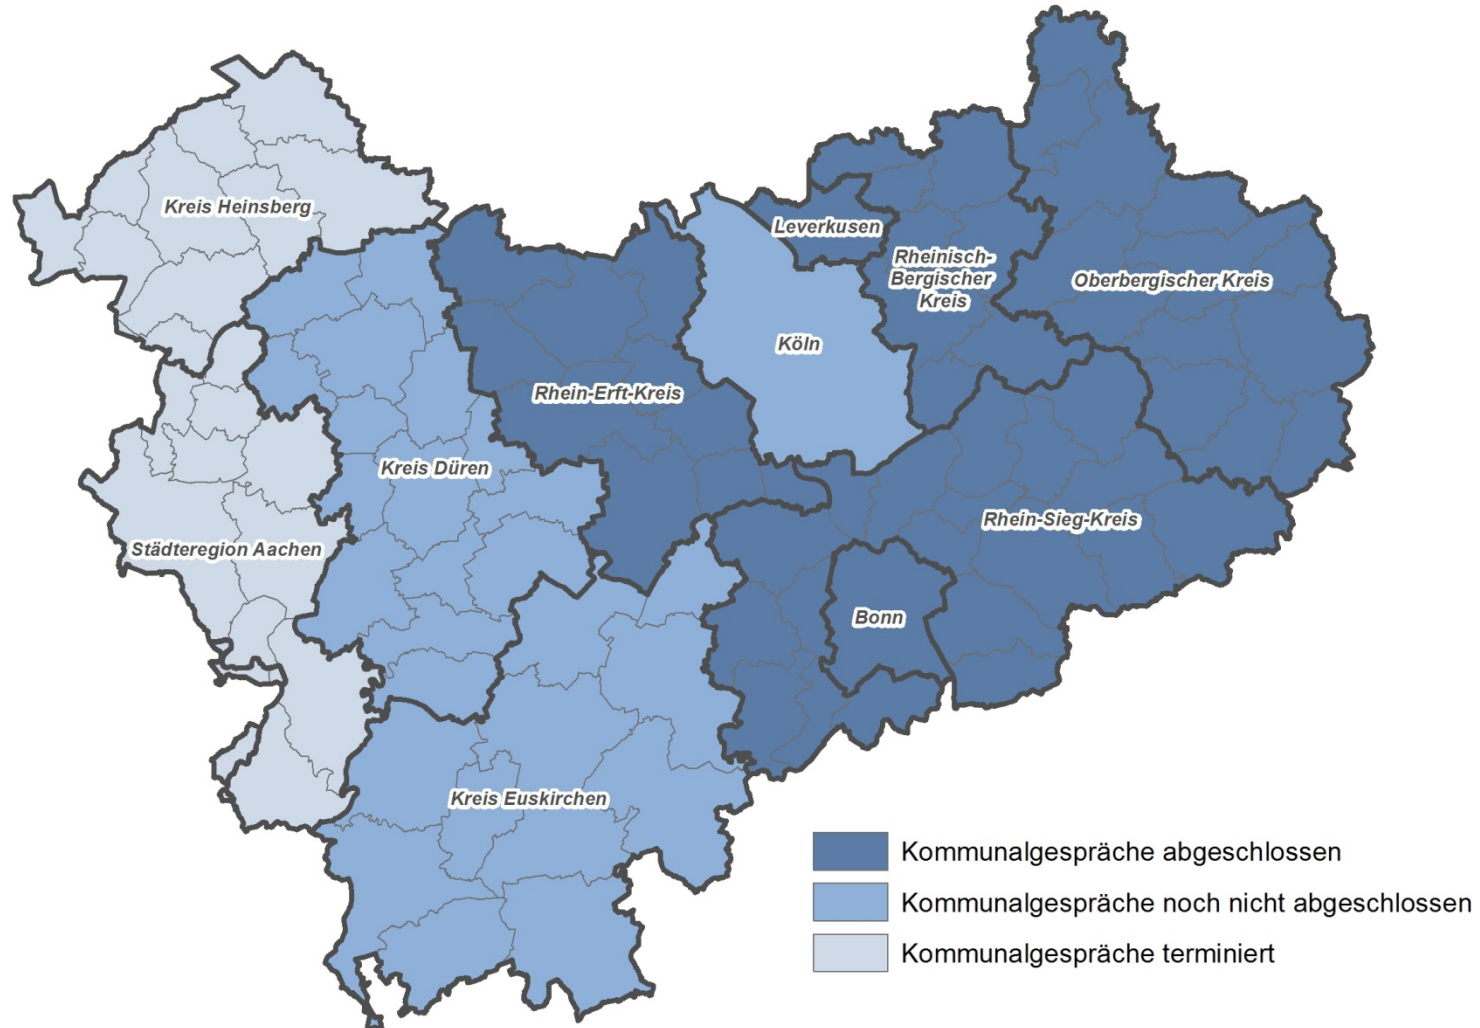 Kreis Heinsberg
Leverkusen
Rheinisch-
Bergischer
Kreis
Oberbergischer Kreis
Köln
Rhein-Erft-Kreis
Kreis Düren
Rhein-Sieg-Kreis
Städteregion Aachen
Bonn
Kreis Euskirchen
Kommunalgespräche abgeschlossen
Kommunalgespräche noch nicht abgeschlossen
Kommunalgespräche terminiert